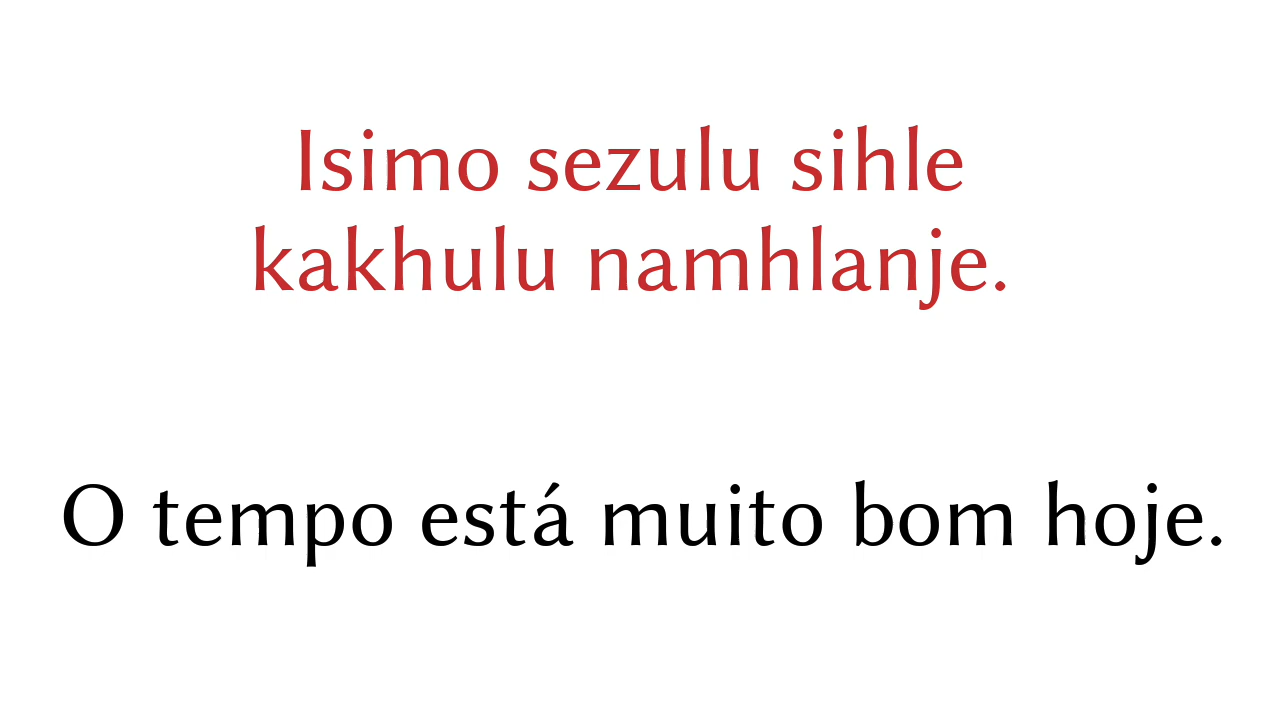 Isimo sezulu sihle
kakhulu namhlanje.
O tempo está muito bom hoje.